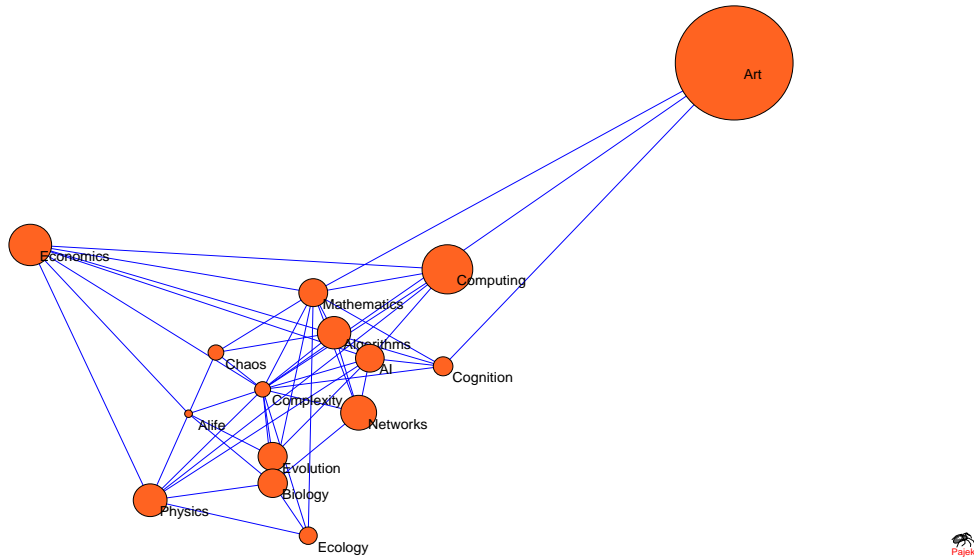 Art
Economics
Computing
Mathematics
Algorithms
Chaos
AI
Cognition
Complexity
Alife
Networks
Evolution
Biology
Physics
Ecology
Pajek